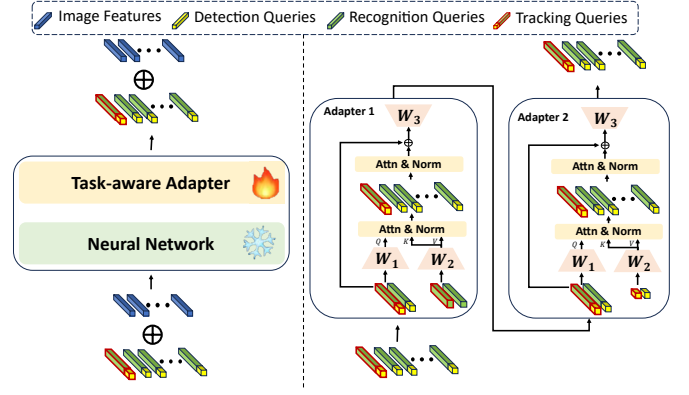 Image Features Detection Queries Recognition Queries Tracking Queries
Task-aware Adapter
Neural Network
Adapter 1
W3
Attn & Norm
Attn & Norm
Q K V
W1 W2
Adapter 2
W3
Attn & Norm
Attn & Norm
Q K V
W1 W2